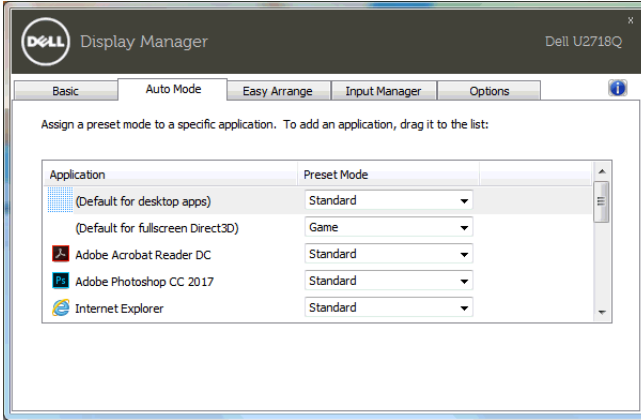 x
DELL Display Manager Dell U2718Q
Basic Auto Mode Easy Arrange Input Manager Options i
Assign a preset mode to a specific application. To add an application, drag it to the list:
Application Preset Mode
(Default for desktop apps) Standard
(Default for fullscreen Direct3D) Game
Adobe Acrobat Reader DC Standard
Ps Adobe Photoshop CC 2017 Standard
Internet Explorer Standard